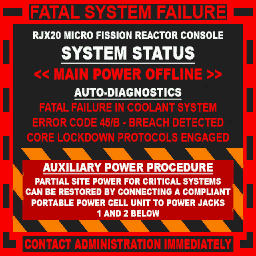 FATAL SYSTEM FAILURE
RJX20 MICRO FISSION REACTOR CONSOLE
SYSTEM STATUS
<< MAIN POWER OFFLINE >>
AUTO-DIAGNOSTICS
FATAL FAILURE IN COOLANT SYSTEM
ERROR CODE 45/B - BREACH DETECTED
CORE LOCKDOWN PROTOCOLS ENGAGED
AUXILIARY POWER PROCEDURE
PARTIAL SITE POWER FOR CRITICAL SYSTEMS
CAN BE RESTORED BY CONNECTING A COMPLIANT
PORTABLE POWER CELL UNIT TO POWER JACKS
1 AND 2 BELOW
CONTACT ADMINISTRATION IMMEDIATELY